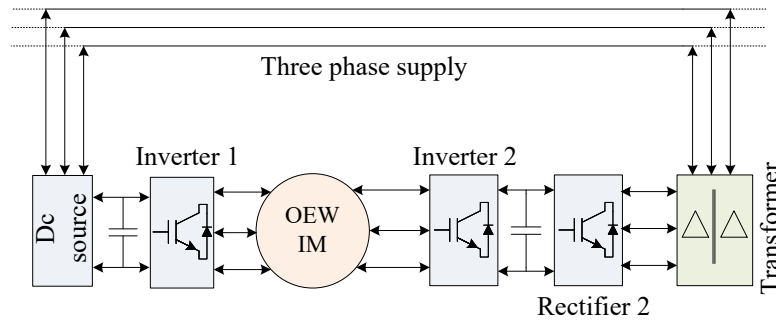 Three phase supply
Inverter 1
Inverter 2
Dc
source
OEW
IM
Rectifier 2
Transformer